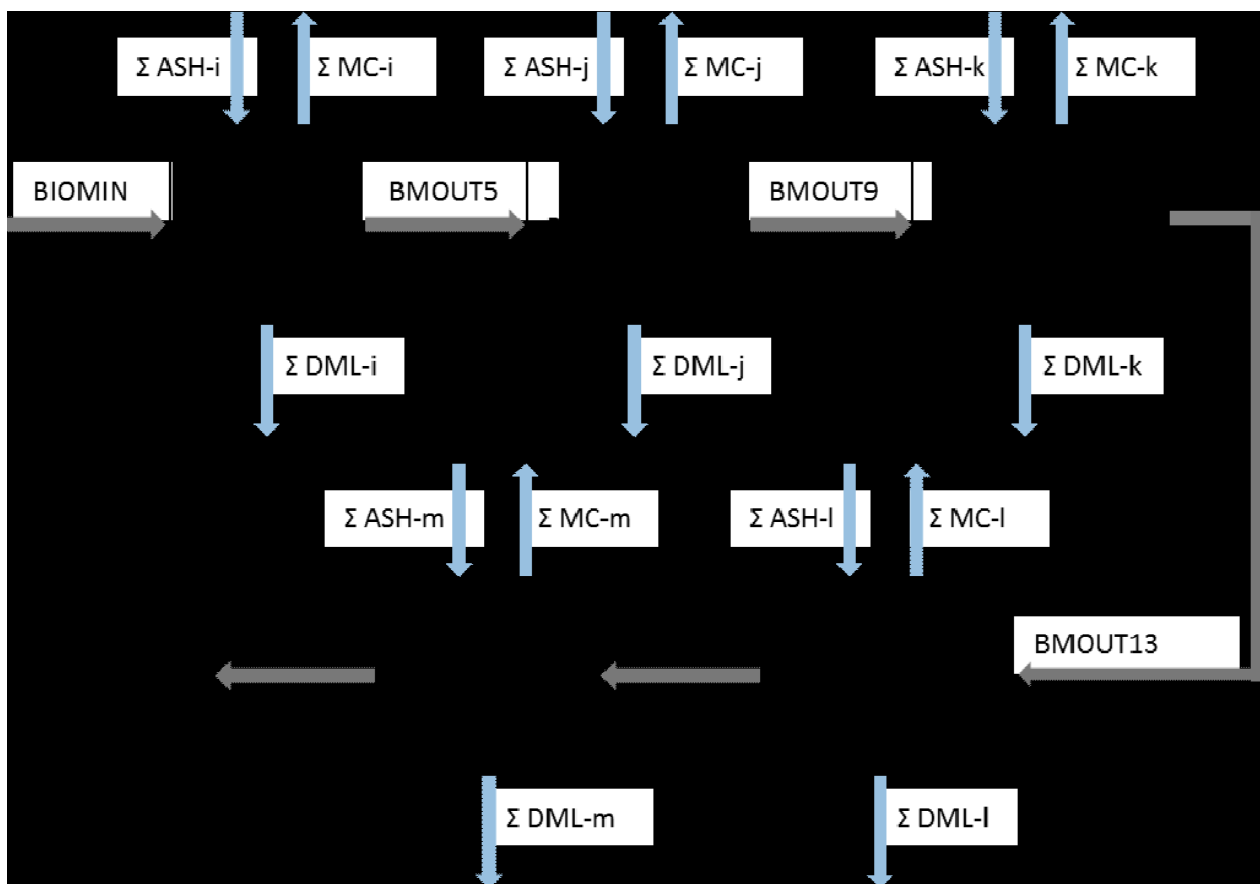 Σ ASH-i
Σ MC-i
Σ ASH-j
Σ MC-j
Σ ASH-k
Σ MC-k
BIOMIN
BMOUT5
BMOUT9
Σ DML-i
Σ DML-j
Σ DML-k
Σ ASH-m
Σ MC-m
Σ ASH-l
Σ MC-l
BMOUT13
Σ DML-m
Σ DML-l